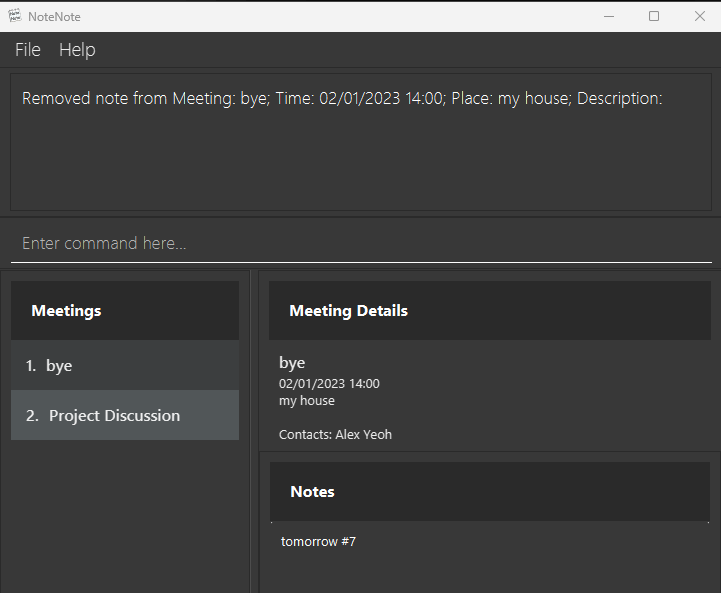 NoteNote
File Help
Removed note from Meeting: bye; Time: 02/01/2023 14:00; Place: my house; Description:
Enter command here...
Meetings
1. bye
2. Project Discussion
Meeting Details
bye
02/01/2023 14:00
my house
Contacts: Alex Yeoh
Notes
tomorrow #7